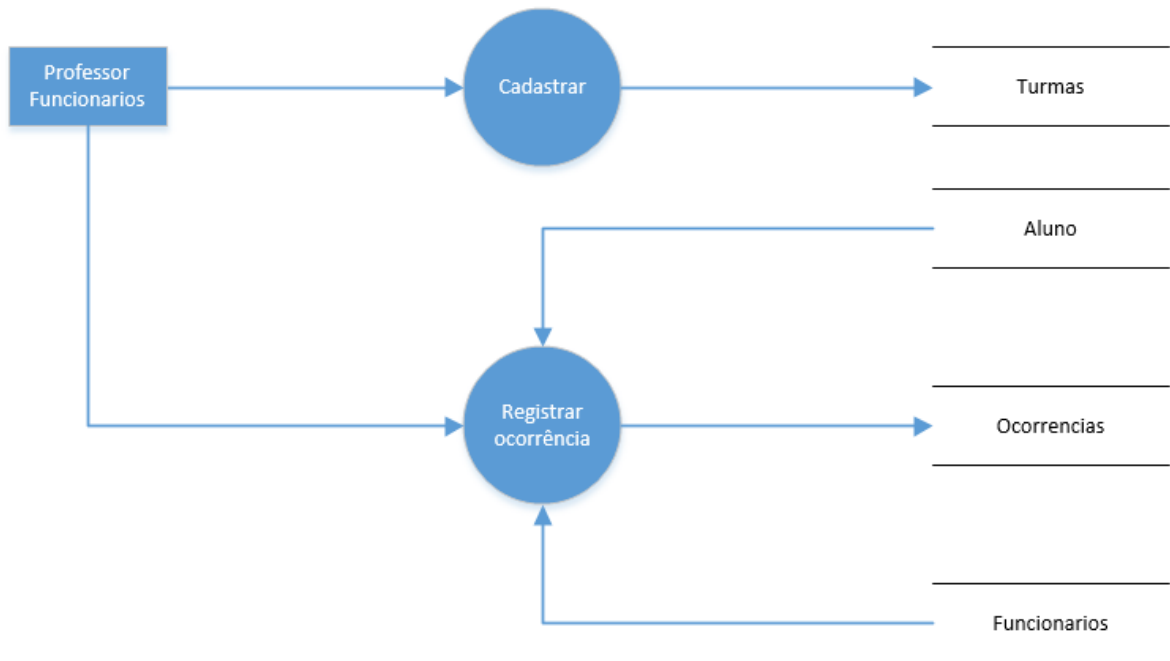 Professor
Funcionarios
Cadastrar
Turmas
Aluno
Registrar
ocorrência
Ocorrencias
Funcionarios